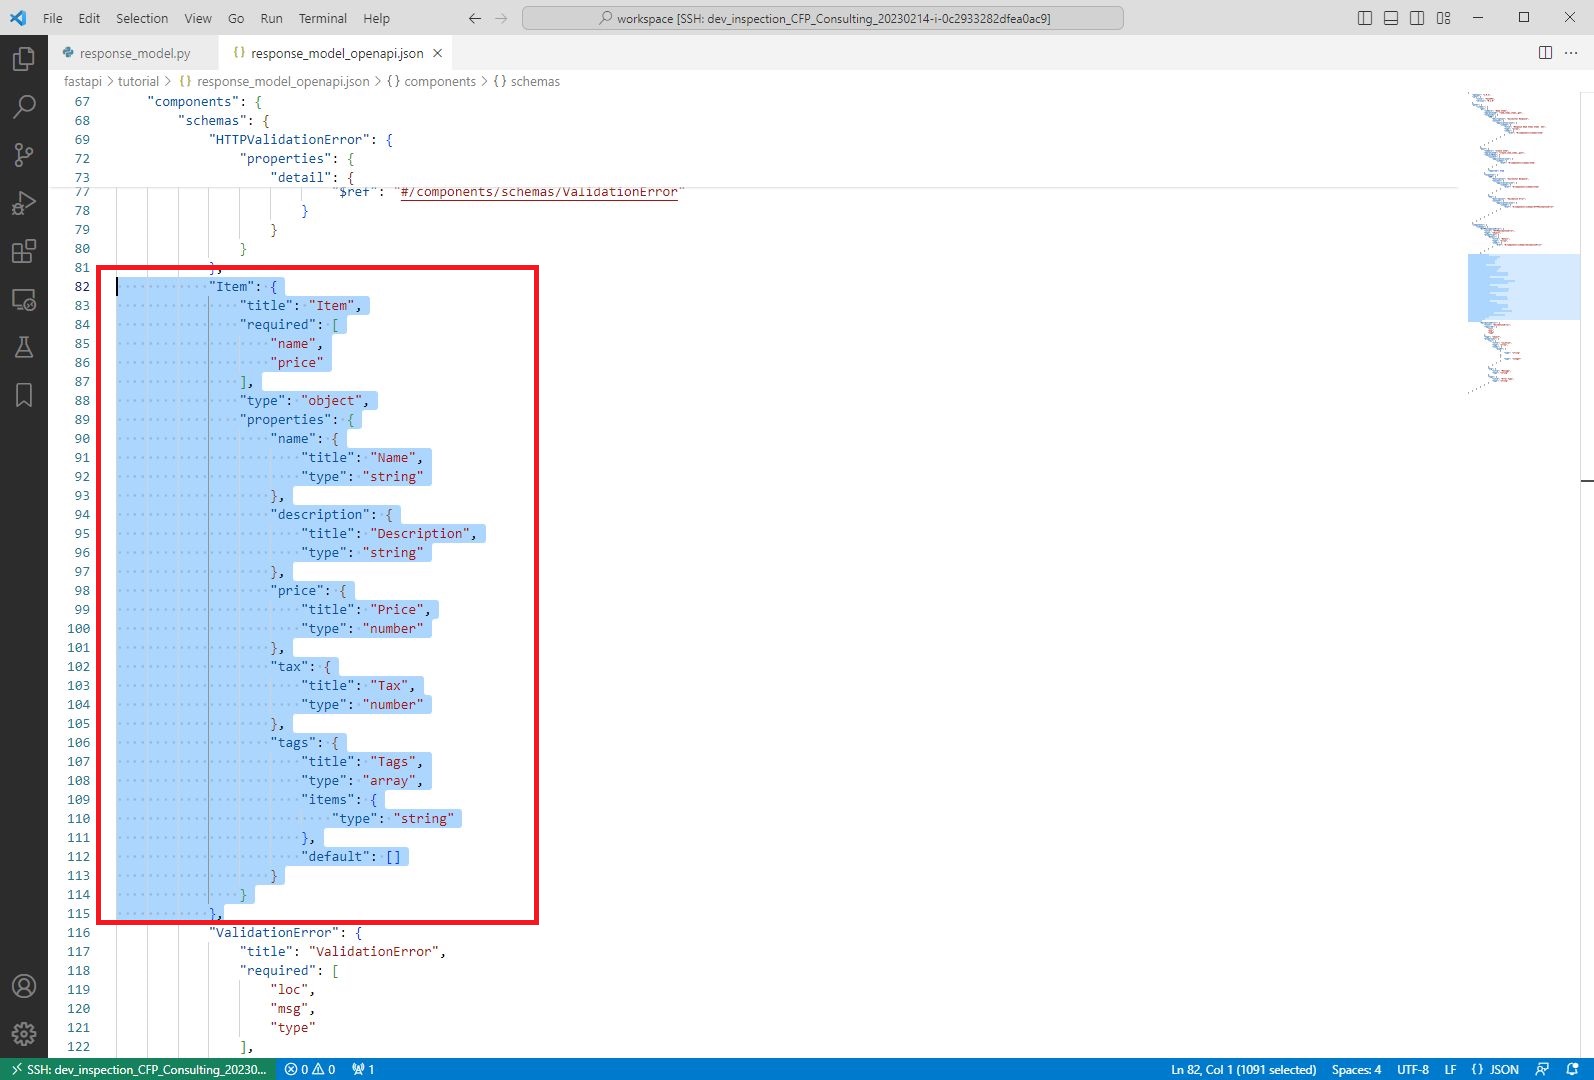 File Edit Selection View Go Run Terminal Help
workspace [SSH: dev_inspection_CFP_Consulting_20230214-i-0c2933282dfea0ac9]
response_model.py
{} response_model_openapi.json
fastapi > tutorial > {} response_model_openapi.json > {} components > {} schemas
67 "components": {
68 "schemas": {
69 "HTTPValidationError": {
72 "properties": {
73 "detail": {
77 "$ref": "#/components/schemas/ValidationError"
78 }
79 }
80 }
81 },
82 "Item": {
83 "title": "Item",
84 "required": [
85 "name",
86 "price"
87 ],
88 "type": "object",
89 "properties": {
90 "name": {
91 "title": "Name",
92 "type": "string"
93 },
94 "description": {
95 "title": "Description",
96 "type": "string"
97 },
98 "price": {
99 "title": "Price",
100 "type": "number"
101 },
102 "tax": {
103 "title": "Tax",
104 "type": "number"
105 },
106 "tags": {
107 "title": "Tags",
108 "type": "array",
109 "items": {
110 "type": "string"
111 },
112 "default": []
113 }
114 }
115 },
116 "ValidationError": {
117 "title": "ValidationError",
118 "required": [
119 "loc",
120 "msg",
121 "type"
122 ],
SSH: dev_inspection_CFP_Consulting_20230... 0 0 1 Ln 82, Col 1 (1091 selected) Spaces: 4 UTF-8 LF {} JSON